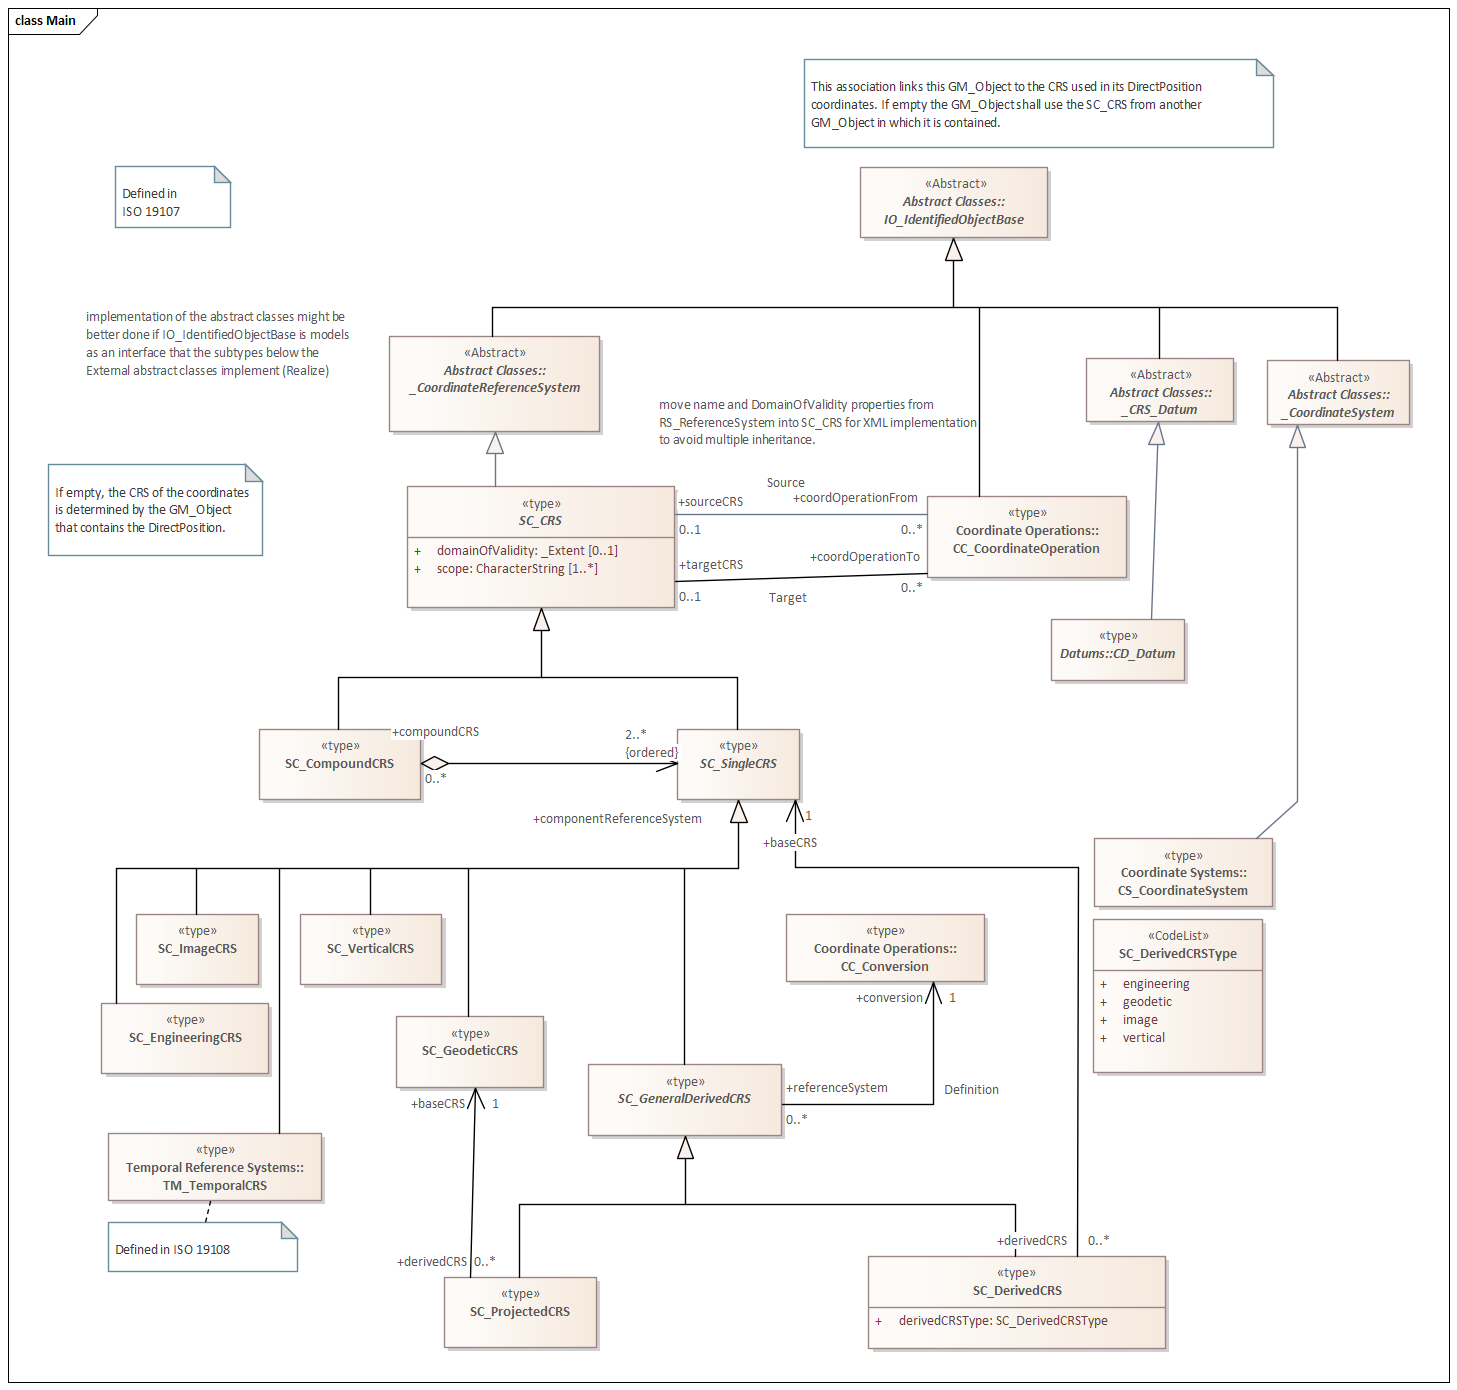 class Main
This association links this GM_Object to the CRS used in its DirectPosition
coordinates. If empty the GM_Object shall use the SC_CRS from another
GM_Object in which it is contained.
Defined in
ISO 19107
«Abstract»
Abstract Classes::
IO_IdentifiedObjectBase
implementation of the abstract classes might be
better done if IO_IdentifiedObjectBase is models
as an interface that the subtypes below the
External abstract classes implement (Realize)
«Abstract»
Abstract Classes::
_CoordinateReferenceSystem
«Abstract»
Abstract Classes::
_CRS_Datum
«Abstract»
Abstract Classes::
_CoordinateSystem
move name and DomainOfValidity properties from
RS_ReferenceSystem into SC_CRS for XML implementation
to avoid multiple inheritance.
If empty, the CRS of the coordinates
is determined by the GM_Object
that contains the DirectPosition.
«type»
SC_CRS
+ domainOfValidity: _Extent [0..1]
+ scope: CharacterString [1..*]
Source
+sourceCRS
+coordOperationFrom
0..1
0..*
+targetCRS
+coordOperationTo
0..1
0..*
Target
«type»
Coordinate Operations::
CC_CoordinateOperation
«type»
Datums::CD_Datum
«type»
SC_CompoundCRS
+compoundCRS
0..*
2..*
{ordered}
+componentReferenceSystem
«type»
SC_SingleCRS
1
+baseCRS
«type»
Coordinate Systems::
CS_CoordinateSystem
«type»
SC_ImageCRS
«type»
SC_VerticalCRS
«type»
Coordinate Operations::
CC_Conversion
«CodeList»
SC_DerivedCRSType
+ engineering
+ geodetic
+ image
+ vertical
«type»
SC_EngineeringCRS
«type»
SC_GeodeticCRS
+conversion
1
+baseCRS
1
«type»
SC_GeneralDerivedCRS
+referenceSystem
0..*
Definition
«type»
Temporal Reference Systems::
TM_TemporalCRS
Defined in ISO 19108
+derivedCRS
0..*
«type»
SC_ProjectedCRS
+derivedCRS
0..*
«type»
SC_DerivedCRS
+ derivedCRSType: SC_DerivedCRSType